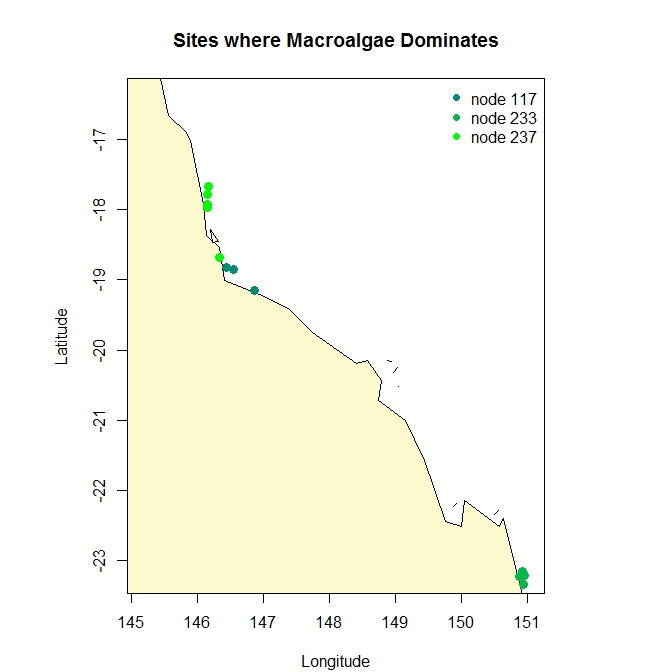 Sites where Macroalgae Dominates
node 117
node 233
node 237
-17
-18
-19
-20
-21
-22
-23
Latitude
145 146 147 148 149 150 151
Longitude